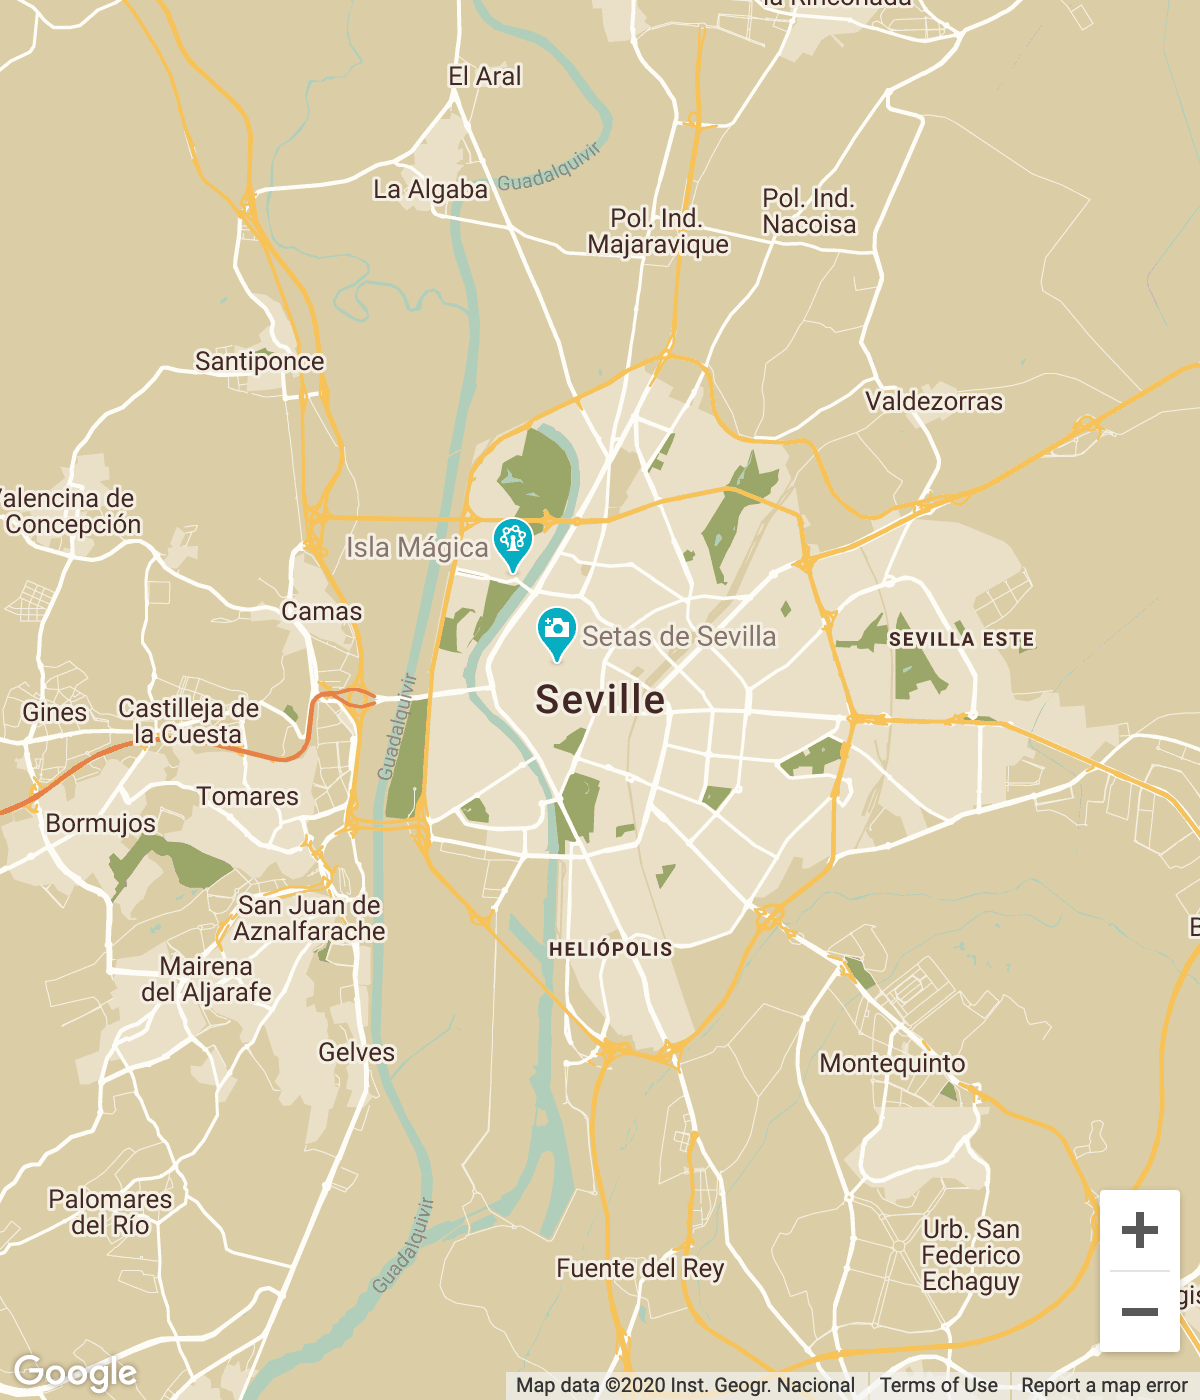 la Rinconada
El Aral
Guadalquivir
La Algaba
Pol. Ind.
Nacoisa
Pol. Ind.
Majaravique
Santiponce
Valdezorras
Valencina de
Concepción
Isla Mágica
Camas
Setas de Sevilla
SEVILLA ESTE
Seville
Guadalquivir
Gines
Castilleja de
la Cuesta
Tomares
Bormujos
San Juan de
Aznalfarache
HELIÓPOLIS
B
Mairena
del Aljarafe
Gelves
Montequinto
Palomares
del Río
Guadalquivir
Urb. San
Federico
Echaguy
Fuente del Rey
gis
Google
Map data ©2020 Inst. Geogr. Nacional
Terms of Use
Report a map error